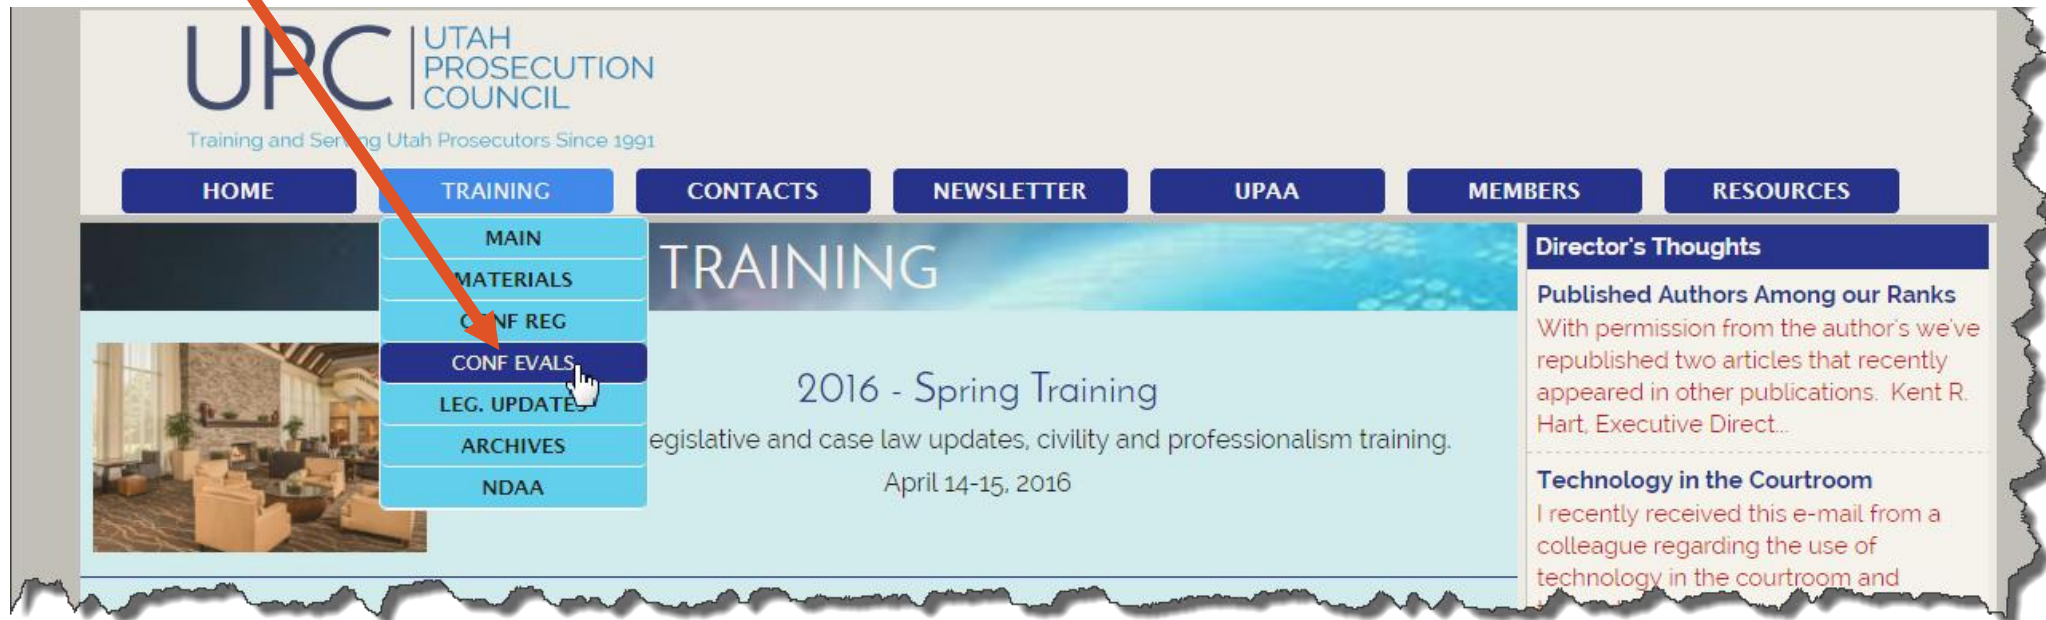 UPC
UTAH
PROSECUTION
COUNCIL
Training and Serving Utah Prosecutors Since 1991
HOME
TRAINING
CONTACTS
NEWSLETTER
UPAA
MEMBERS
RESOURCES
MAIN
MATERIALS
CONF REG
CONF EVALS
LEG. UPDATES
ARCHIVES
NDAA
TRAINING
2016 - Spring Training
egislative and case law updates, civility and professionalism training.
April 14-15, 2016
Director's Thoughts
Published Authors Among our Ranks
With permission from the author's we've
republished two articles that recently
appeared in other publications. Kent R.
Hart, Executive Direct...
Technology in the Courtroom
I recently received this e-mail from a
colleague regarding the use of
technology in the courtroom and